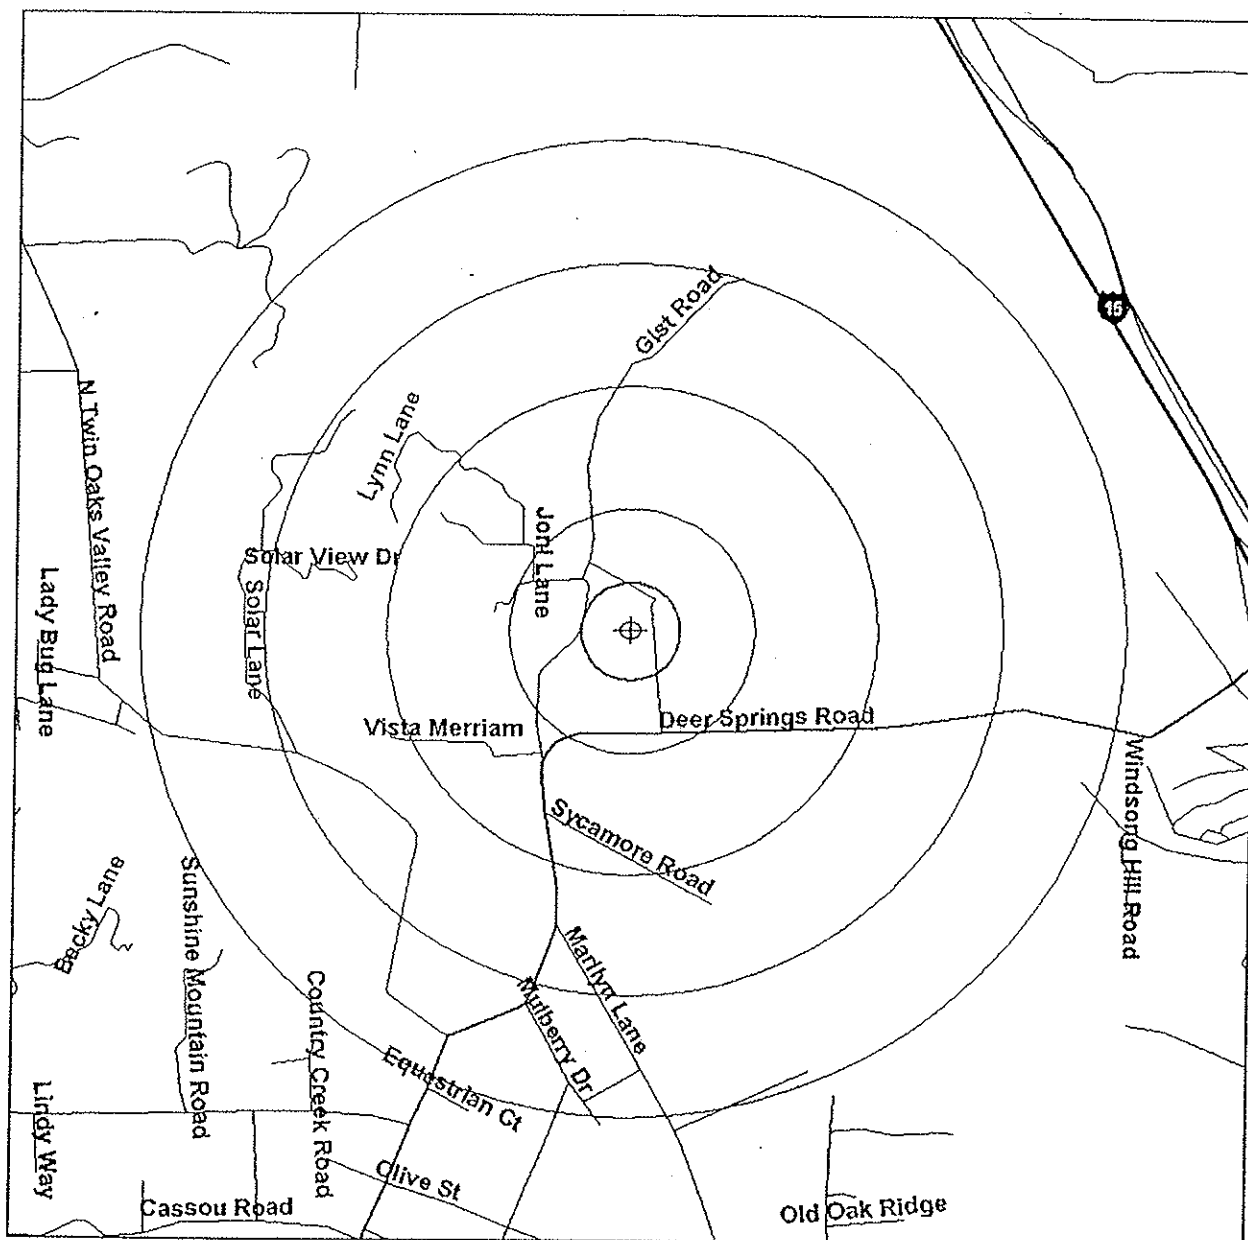 Gist Road
15
N Twin Oaks Valley Road
Lynn Lane
Joni Lane
Solar View Dr
Lady Bug Lane
Solar Lane
Vista Merriam
Deer Springs Road
Windsong Hill Road
Sycamore Road
Becky Lane
Sunshine Mountain Road
Marilyn Lane
Country Creek Road
Mulberry Dr
Equestrian Ct
Lindy Way
Olive St
Cassou Road
Old Oak Ridge